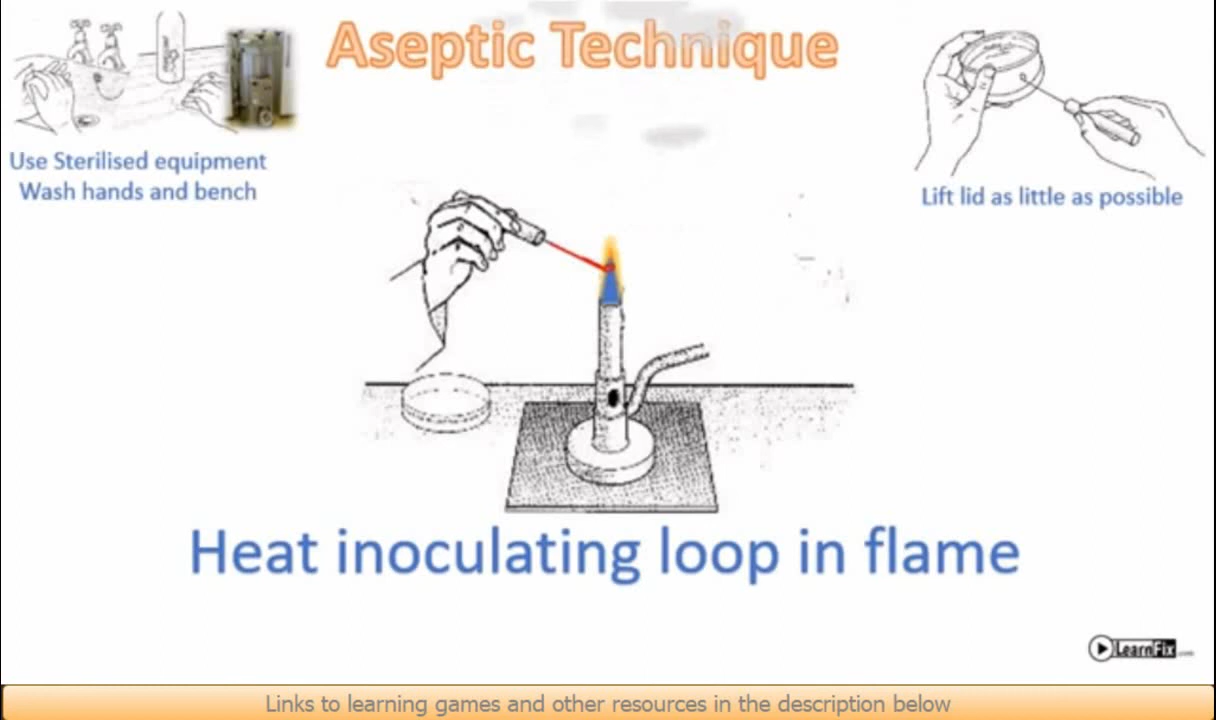 Aseptic Technique
Use Sterilised equipment
Wash hands and bench
Lift lid as little as possible
Heat inoculating loop in flame
LearnFix
Links to learning games and other resources in the description below